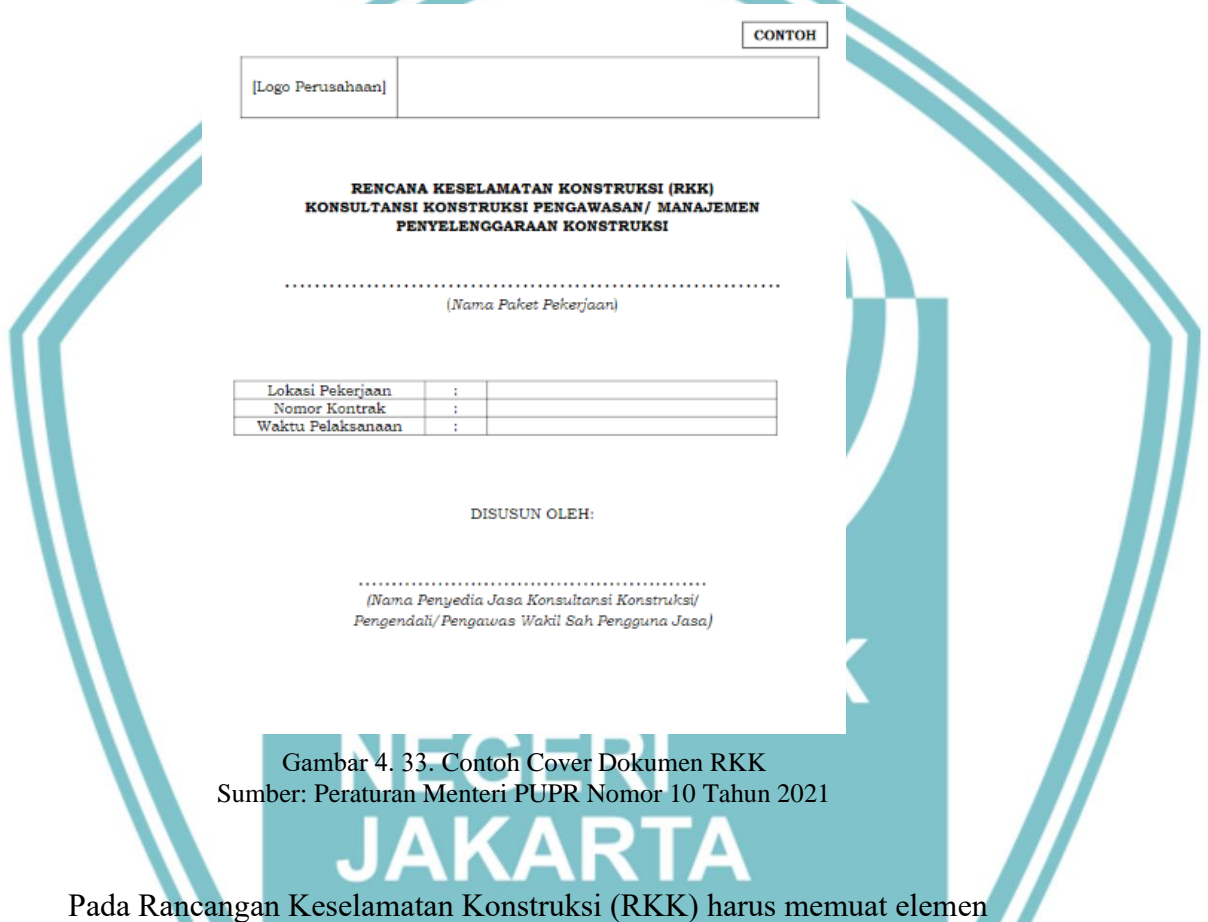 CONTOH
[Logo Perusahaan]
RENCANA KESELAMATAN KONSTRUKSI (RKK)
KONSULTANSI KONSTRUKSI PENGAWASAN/ MANAJEMEN
PENYELENGGARAAN KONSTRUKSI
....................................................................
(Nama Paket Pekerjaan)
Lokasi Pekerjaan :
Nomor Kontrak :
Waktu Pelaksanaan :
DISUSUN OLEH:
....................................................
(Nama Penyedia Jasa Konsultansi Konstruksi/
Pengendali/Pengawas Wakil Sah Pengguna Jasa)
K
NEGERI
Gambar 4. 33. Contoh Cover Dokumen RKK
Sumber: Peraturan Menteri PUPR Nomor 10 Tahun 2021
JAKARTA
Pada Rancangan Keselamatan Konstruksi (RKK) harus memuat elemen